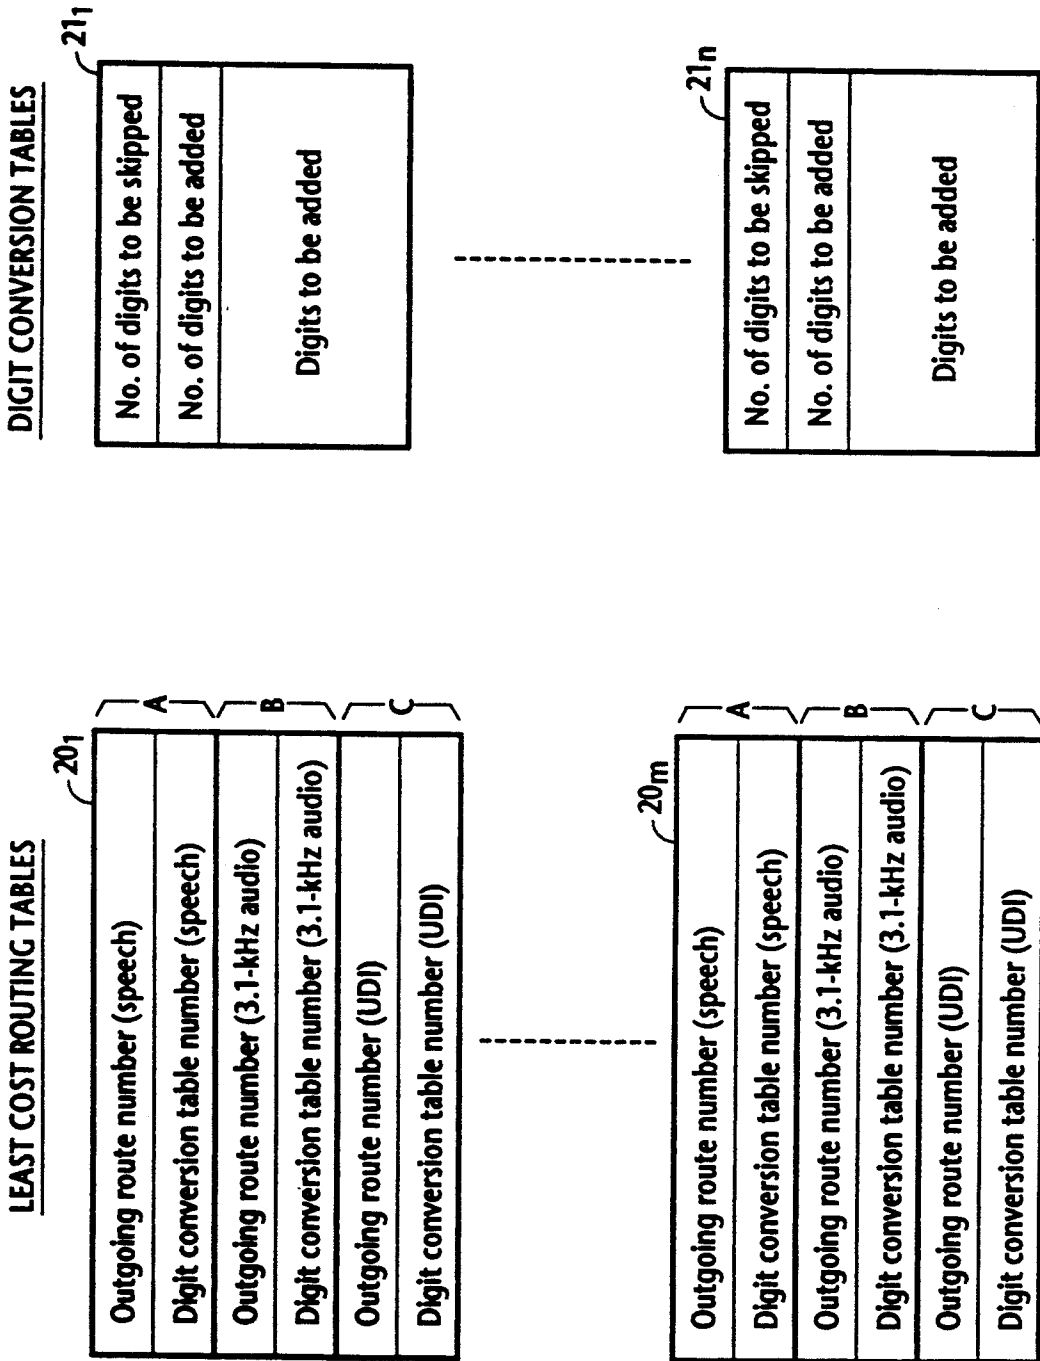 LEAST COST ROUTING TABLES
20₁
Outgoing route number (speech)
Digit conversion table number (speech)
A
Outgoing route number (3.1-kHz audio)
Digit conversion table number (3.1-kHz audio)
B
Outgoing route number (UDI)
Digit conversion table number (UDI)
C
20m
Outgoing route number (speech)
Digit conversion table number (speech)
A
Outgoing route number (3.1-kHz audio)
Digit conversion table number (3.1-kHz audio)
B
Outgoing route number (UDI)
Digit conversion table number (UDI)
C
DIGIT CONVERSION TABLES
21₁
No. of digits to be skipped
No. of digits to be added
Digits to be added
21n
No. of digits to be skipped
No. of digits to be added
Digits to be added